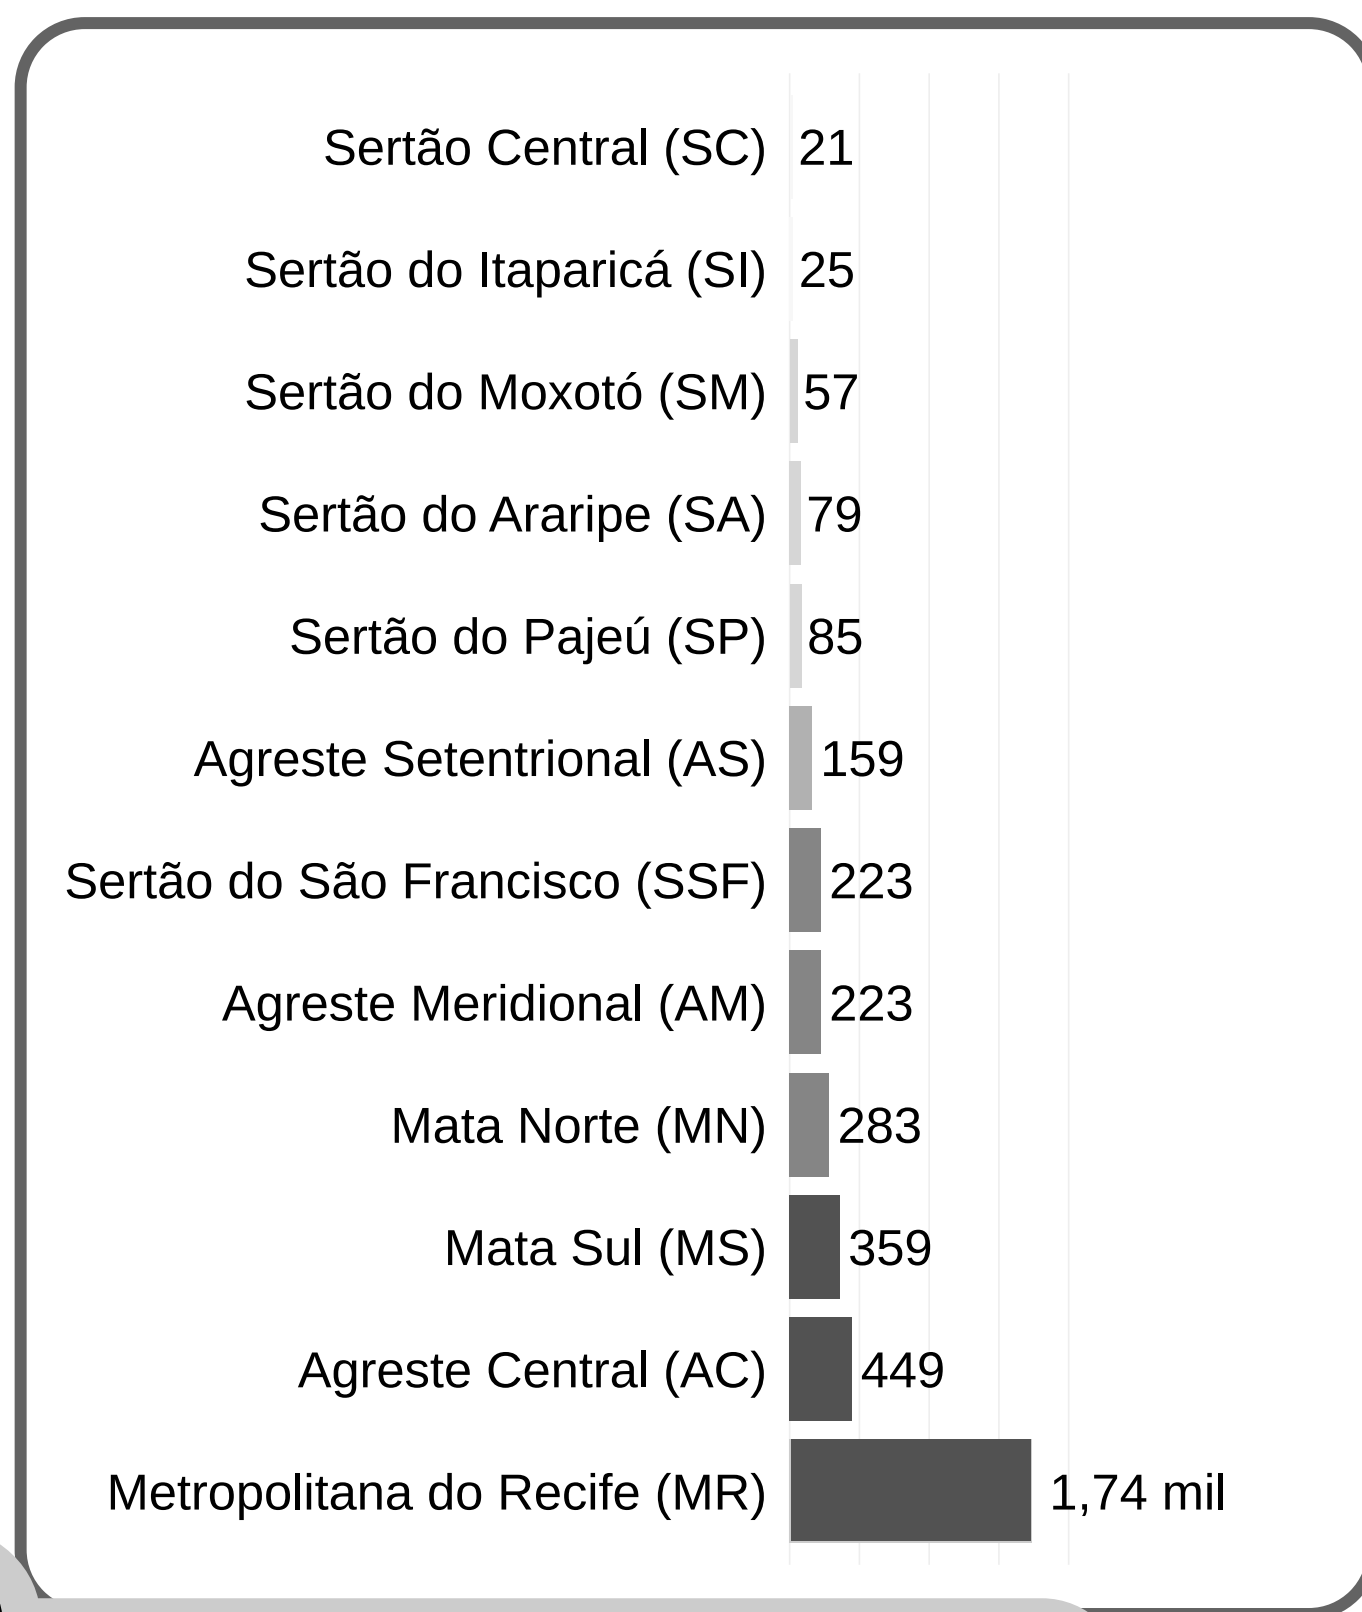 Sertão Central (SC) 21
Sertão do Itaparicá (SI) 25
Sertão do Moxotó (SM) 57
Sertão do Araripe (SA) 79
Sertão do Pajeú (SP) 85
Agreste Setentrional (AS) 159
Sertão do São Francisco (SSF) 223
Agreste Meridional (AM) 223
Mata Norte (MN) 283
Mata Sul (MS) 359
Agreste Central (AC) 449
Metropolitana do Recife (MR) 1,74 mil